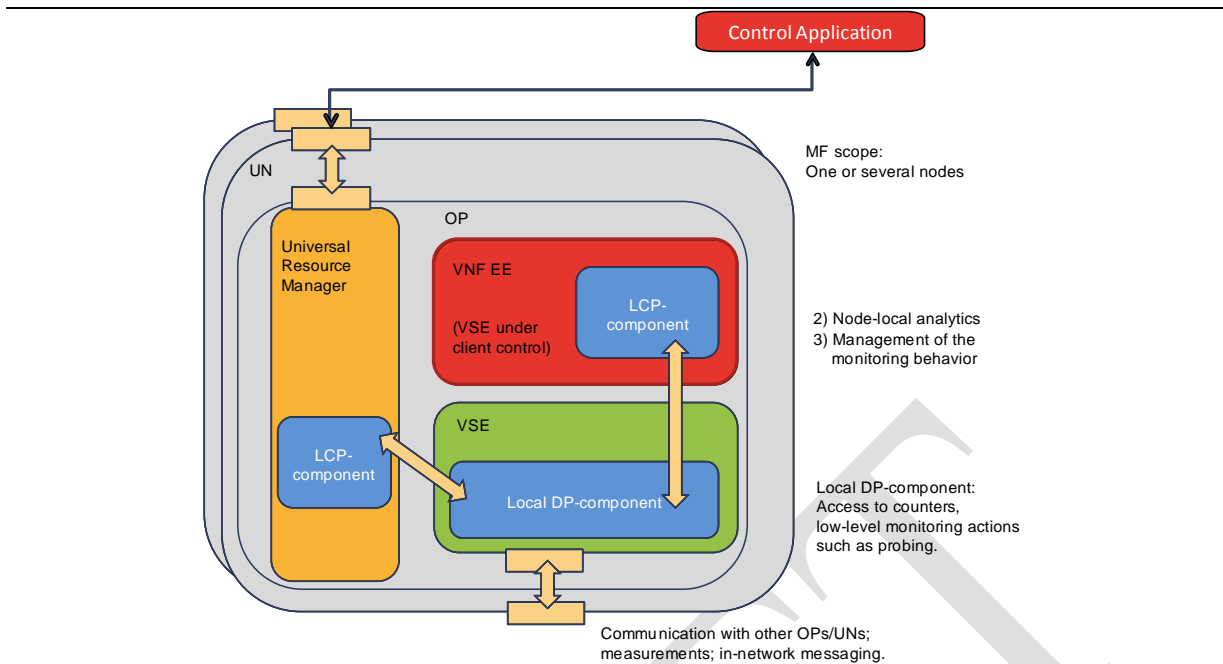 Control Application
MF scope:
One or several nodes
UN
OP
Universal
Resource
Manager
VNF EE
(VSE under
client control)
LCP-
component
2) Node-local analytics
3) Management of the
monitoring behavior
VSE
LCP-
component
Local DP-component
Local DP-component:
Access to counters,
low-level monitoring actions
such as probing.
Communication with other OPs/UNs;
measurements; in-network messaging.